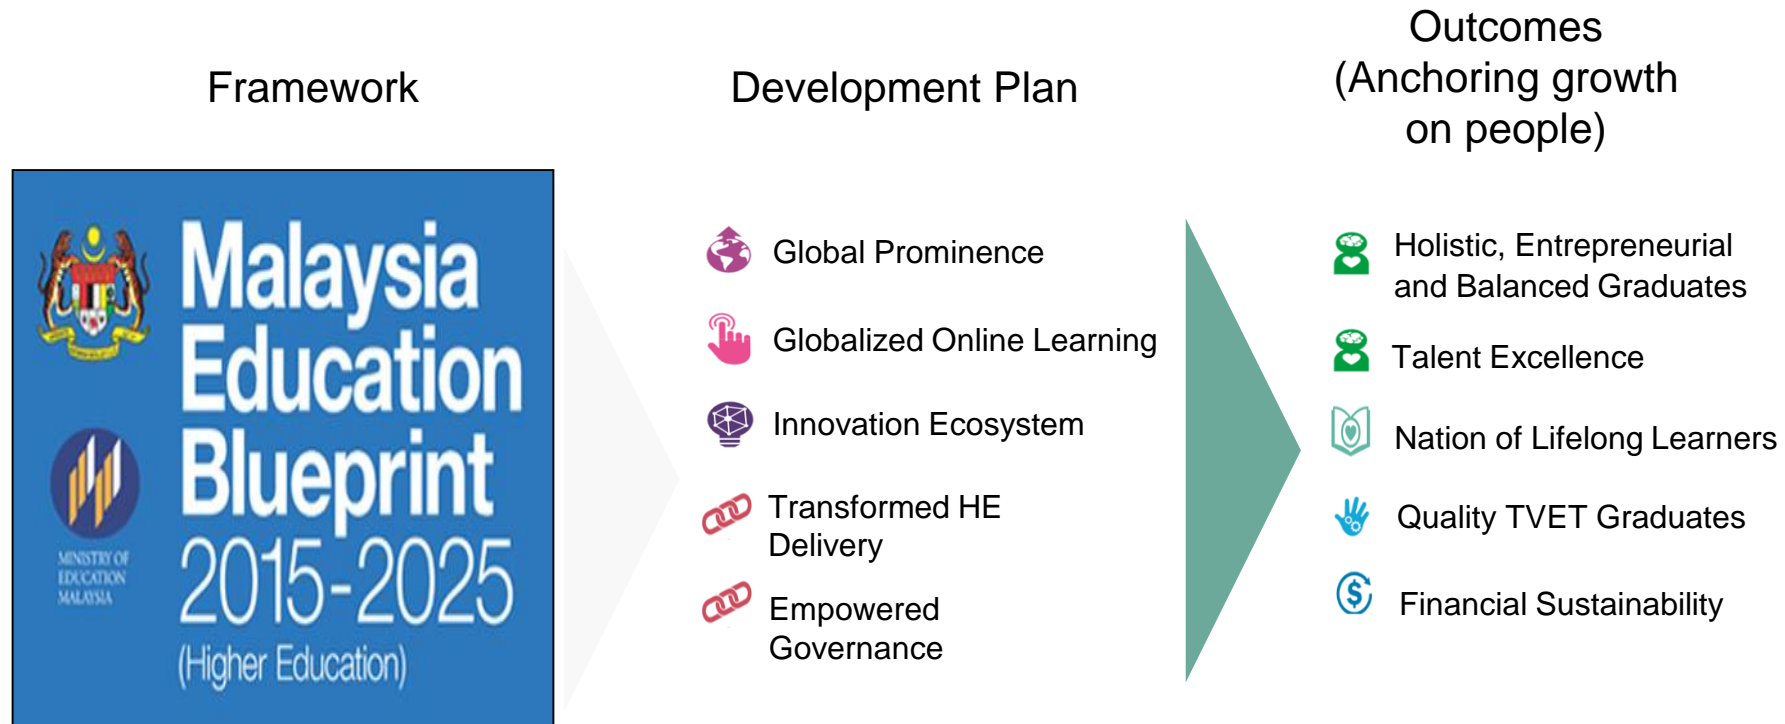 Framework
Malaysia
Education
Blueprint
2015-2025
(Higher Education)
MINISTRY OF
EDUCATION
MALAYSIA
Development Plan
Global Prominence
Globalized Online Learning
Innovation Ecosystem
Transformed HE
Delivery
Empowered
Governance
Outcomes
(Anchoring growth
on people)
Holistic, Entrepreneurial
and Balanced Graduates
Talent Excellence
Nation of Lifelong Learners
Quality TVET Graduates
$
Financial Sustainability